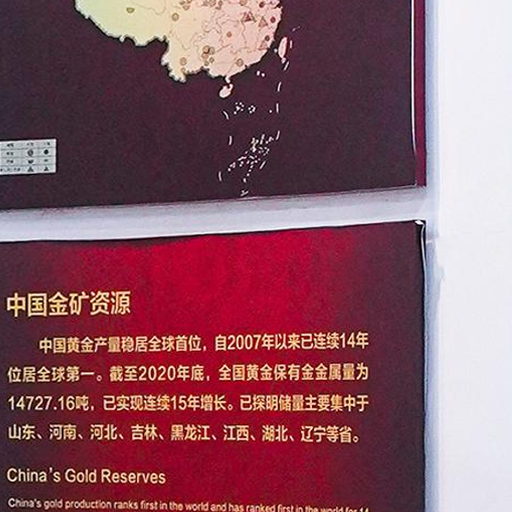 中国金矿资源
中国黄金产量稳居全球首位，自2007年以来已连续14年
位居全球第一。截至2020年底，全国黄金保有金金属量为
14727.16吨，已实现连续15年增长。已探明储量主要集中于
山东、河南、河北、吉林、黑龙江、江西、湖北、辽宁等省。
China's Gold Reserves
China's gold production ranks first in the world and has ranked first in the world for 14